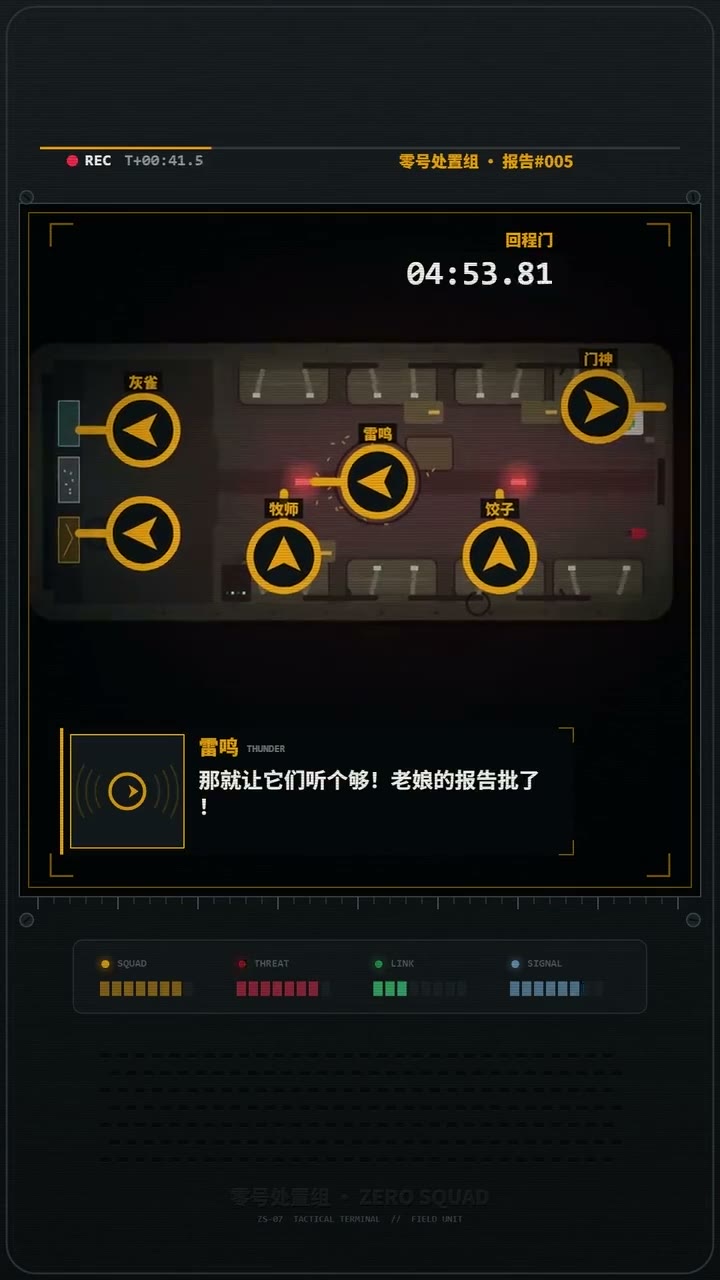 REC T+00:41.5
零号处置组 • 报告#005
回程门
04:53.81
灰雀
门神
雷鸣
牧师
饺子
雷鸣 THUNDER
那就让它们听个够！老娘的报告批了
！
SQUAD
THREAT
LINK
SIGNAL
零号处置组 • ZERO SQUAD
ZS-07 TACTICAL TERMINAL // FIELD UNIT